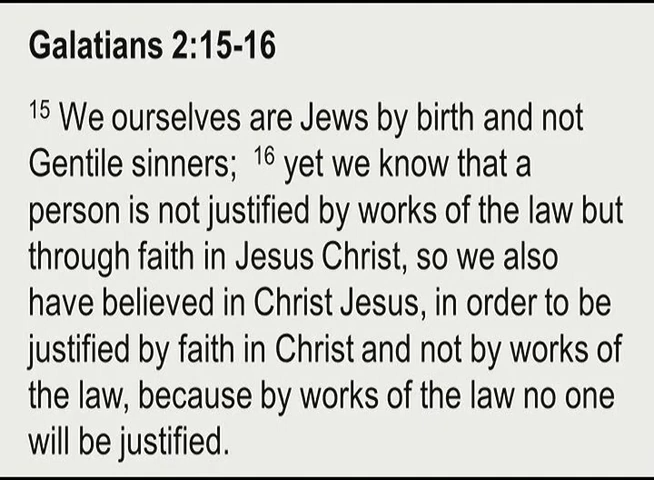 Galatians 2:15-16
15 We ourselves are Jews by birth and not
Gentile sinners; 16 yet we know that a
person is not justified by works of the law but
through faith in Jesus Christ, so we also
have believed in Christ Jesus, in order to be
justified by faith in Christ and not by works of
the law, because by works of the law no one
will be justified.